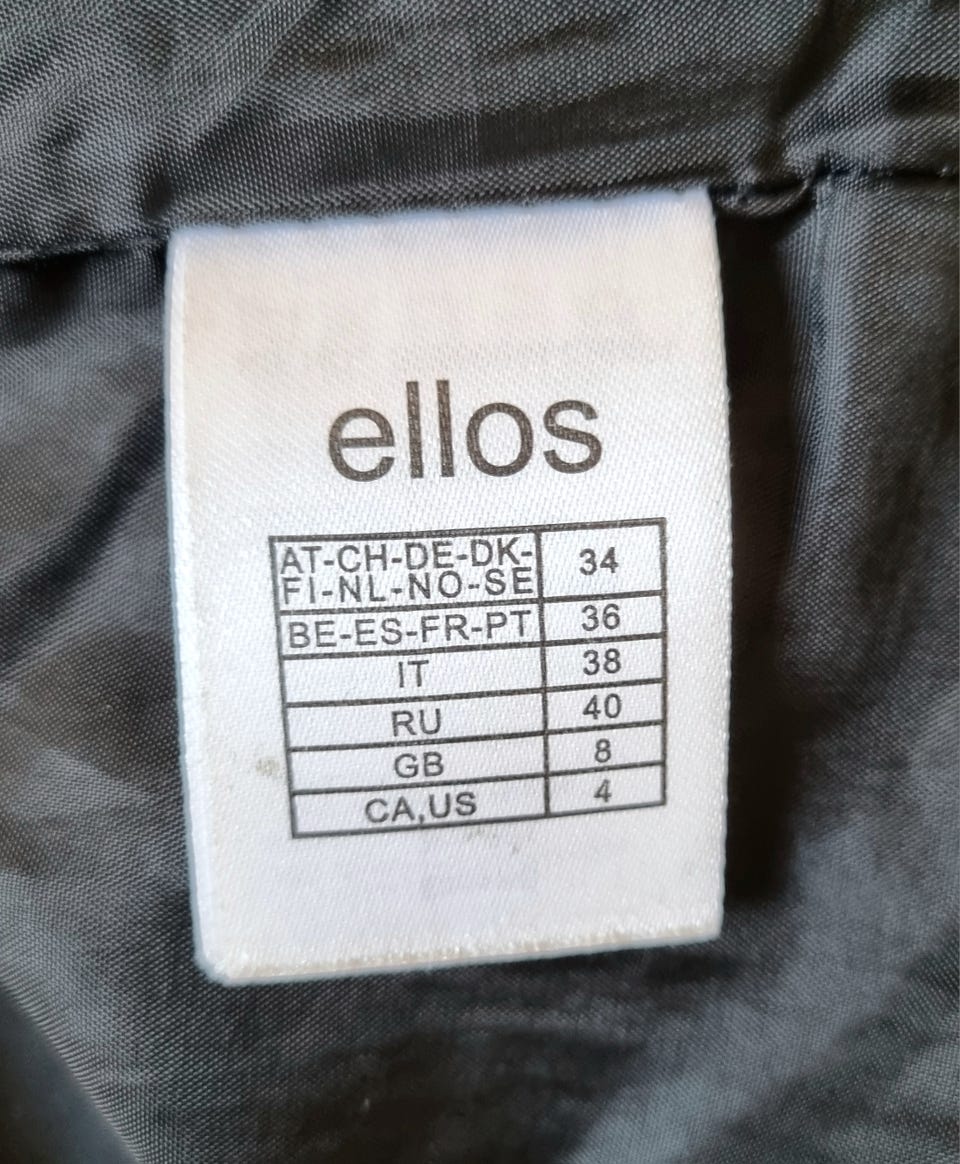 ellos
AT-CH-DE-DK- 34
FI-NL-NO-SE
BE-ES-FR-PT 36
IT 38
RU 40
GB 8
CA,US 4